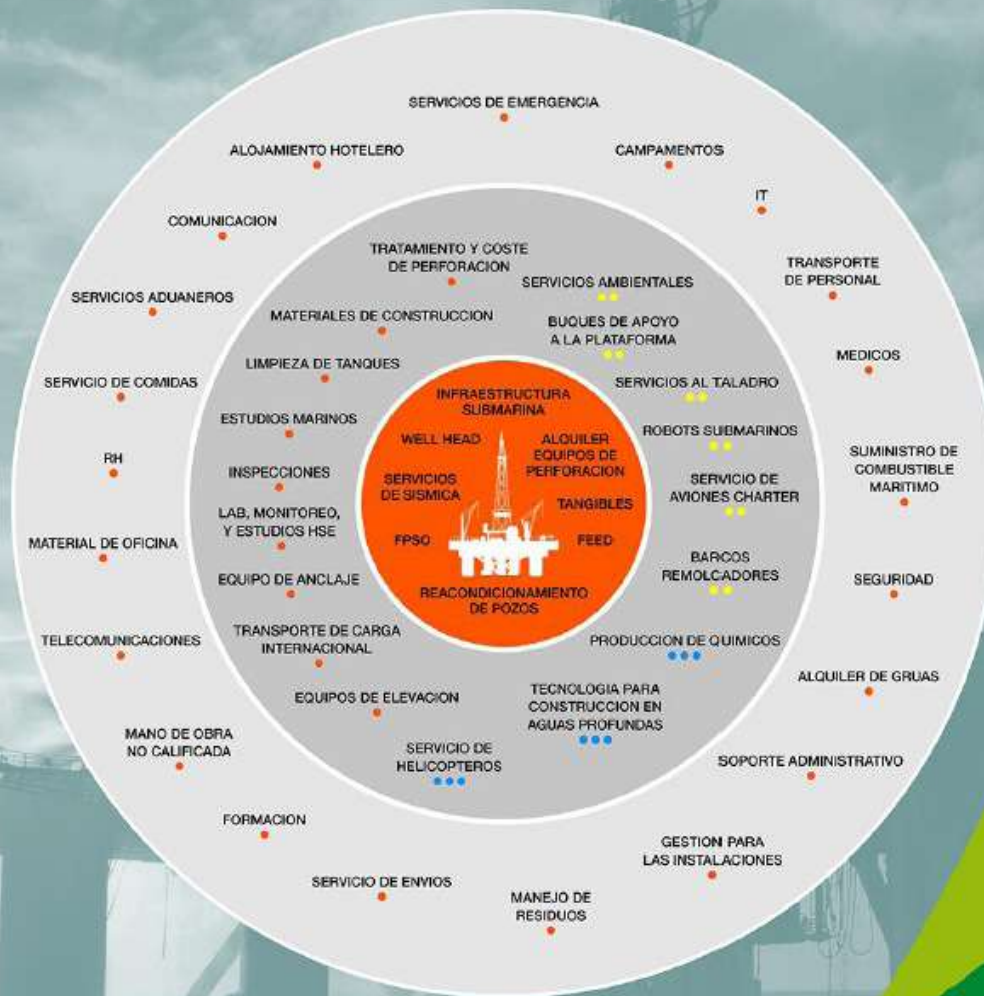 SERVICIOS DE EMERGENCIA
ALOJAMIENTO HOTELERO
CAMPAMENTOS
IT
COMUNICACION
TRANSPORTE
DE PERSONAL
SERVICIOS ADUANEROS
MEDICOS
SERVICIO DE COMIDAS
SUMINISTRO DE
COMBUSTIBLE
MARITIMO
RH
MATERIAL DE OFICINA
SEGURIDAD
TELECOMUNICACIONES
ALQUILER DE GRUAS
MANO DE OBRA
NO CALIFICADA
SOPORTE ADMINISTRATIVO
FORMACION
GESTION PARA
LAS INSTALACIONES
SERVICIO DE ENVIOS
MANEJO DE
RESIDUOS
TRATAMIENTO Y COSTE
DE PERFORACION
SERVICIOS AMBIENTALES
MATERIALES DE CONSTRUCCION
BUQUES DE APOYO
A LA PLATAFORMA
LIMPIEZA DE TANQUES
SERVICIOS AL TALADRO
ESTUDIOS MARINOS
ROBOTS SUBMARINOS
INSPECCIONES
SERVICIO DE
AVIONES CHARTER
LAB, MONITOREO,
Y ESTUDIOS HSE
BARCOS
REMOLCADORES
EQUIPO DE ANCLAJE
TRANSPORTE DE CARGA
INTERNACIONAL
PRODUCCION DE QUIMICOS
EQUIPOS DE ELEVACION
TECNOLOGIA PARA
CONSTRUCCION EN
AGUAS PROFUNDAS
SERVICIO DE
HELICOPTEROS
INFRAESTRUCTURA
SUBMARINA
WELL HEAD
ALQUILER
EQUIPOS DE
PERFORACION
SERVICIOS
DE SISMICA
TANGIBLES
FPSO
FEED
REACONDICIONAMIENTO
DE POZOS